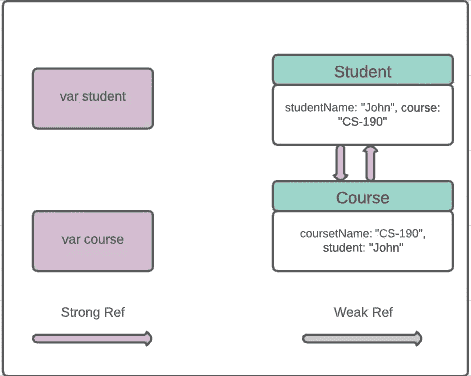 var student
Student
studentName: "John", course:
"CS-190"
var course
Course
coursetName: "CS-190",
student: "John"
Strong Ref
Weak Ref